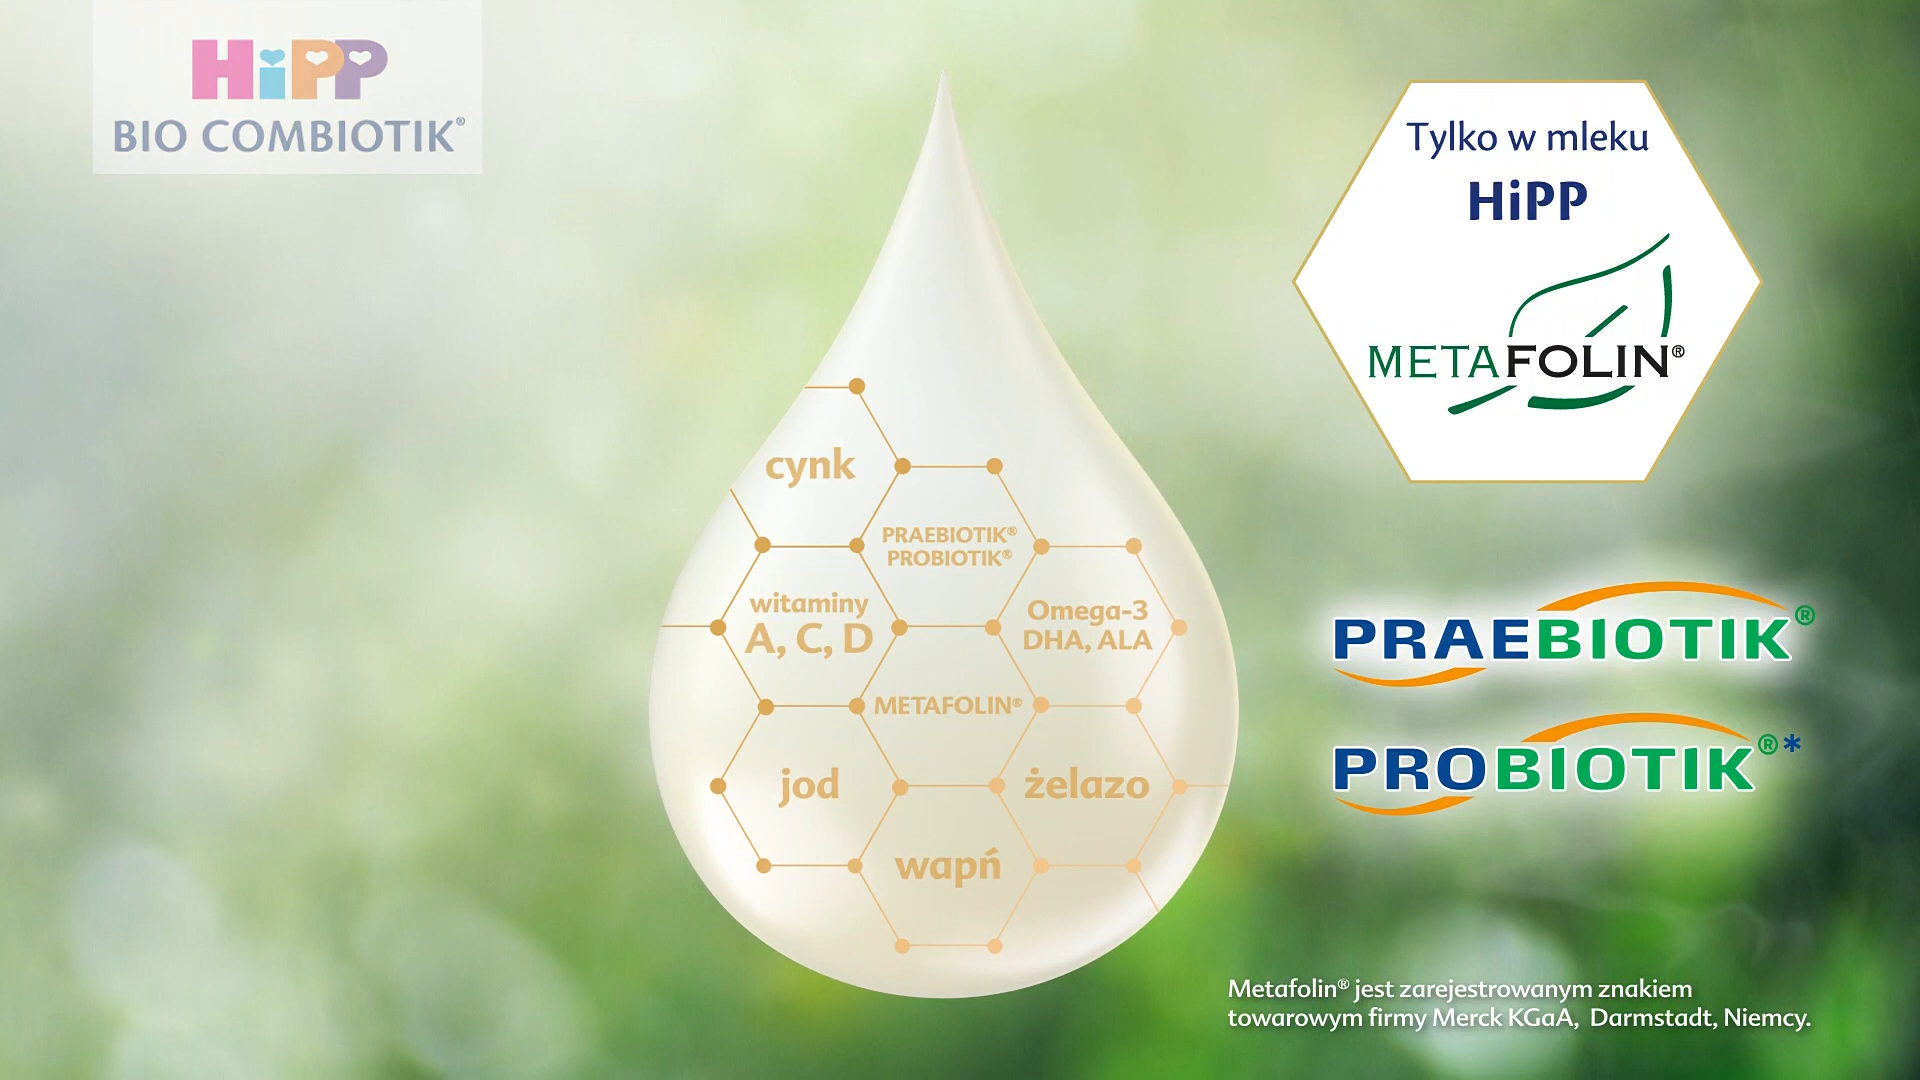 HiPP
BIO COMBIOTIK®
Tylko w mleku
HiPP
METAFOLIN®
cynk
PRAEBIOTIK®
PROBIOTIK®
witaminy
A, C, D
Omega-3
DHA, ALA
METAFOLIN®
jod
żelazo
wapń
PRAEBIOTIK®
PROBIOTIK®*
Metafolin® jest zarejestrowanym znakiem
towarowym firmy Merck KGaA, Darmstadt, Niemcy.